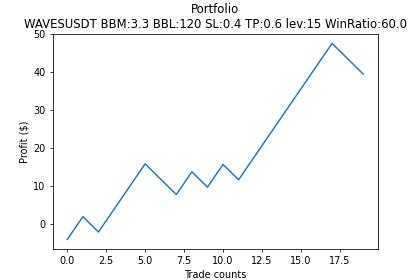 Portfolio
WAVESUSDT BBM:3.3 BBL:120 SL:0.4 TP:0.6 lev:15 WinRatio:60.0
50
40
30
20
10
0
Profit ($)
0.0 2.5 5.0 7.5 10.0 12.5 15.0 17.5
Trade counts